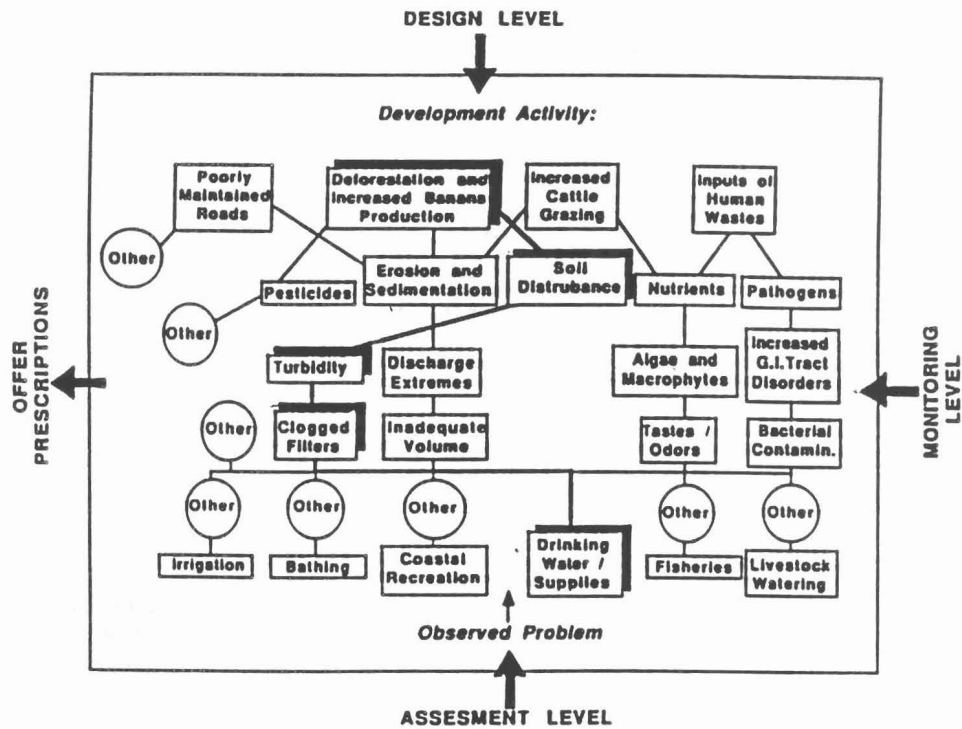 DESIGN LEVEL
Development Activity:
Poorly
Maintained
Roads
Deforestation and
Increased Banana
Production
Increased
Cattle
Grazing
Inputs of
Human
Wastes
Other
Other
Pesticides
Erosion and
Sedimentation
Soil
Distrubance
Nutrients
Pathogens
Turbidity
Discharge
Extremes
Algae and
Macrophytes
Increased
G.I.Tract
Disorders
Other
Clogged
Filters
Inadequate
Volume
Tastes /
Odors
Bacterial
Contamin.
Other
Other
Other
Other
Other
Irrigation
Bathing
Coastal
Recreation
Drinking
Water /
Supplies
Fisheries
Livestock
Watering
Observed Problem
ASSESMENT LEVEL
OFFER
PRESCRIPTIONS
MONITORING
LEVEL